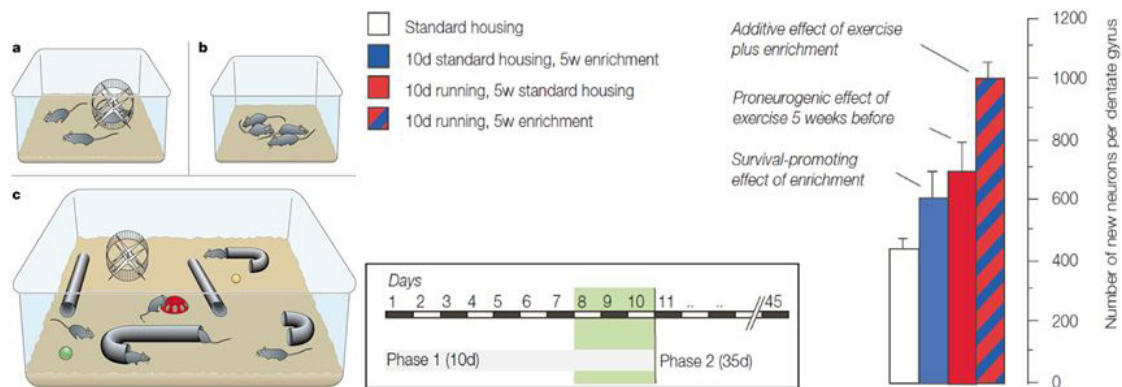 a
b
c
Standard housing
10d standard housing, 5w enrichment
10d running, 5w standard housing
10d running, 5w enrichment
Days
1 2 3 4 5 6 7 8 9 10 11 .. .. 45
Phase 1 (10d)
Phase 2 (35d)
Additive effect of exercise
plus enrichment
Proneurogenic effect of
exercise 5 weeks before
Survival-promoting
effect of enrichment
1200
1000
800
600
400
200
0
Number of new neurons per dentate gyrus